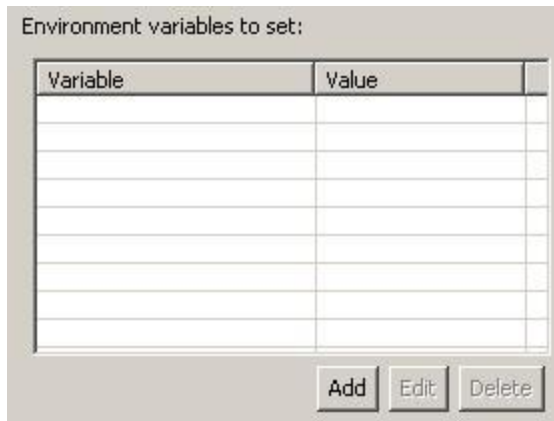 Environment variables to set:
Variable Value
Add Edit Delete